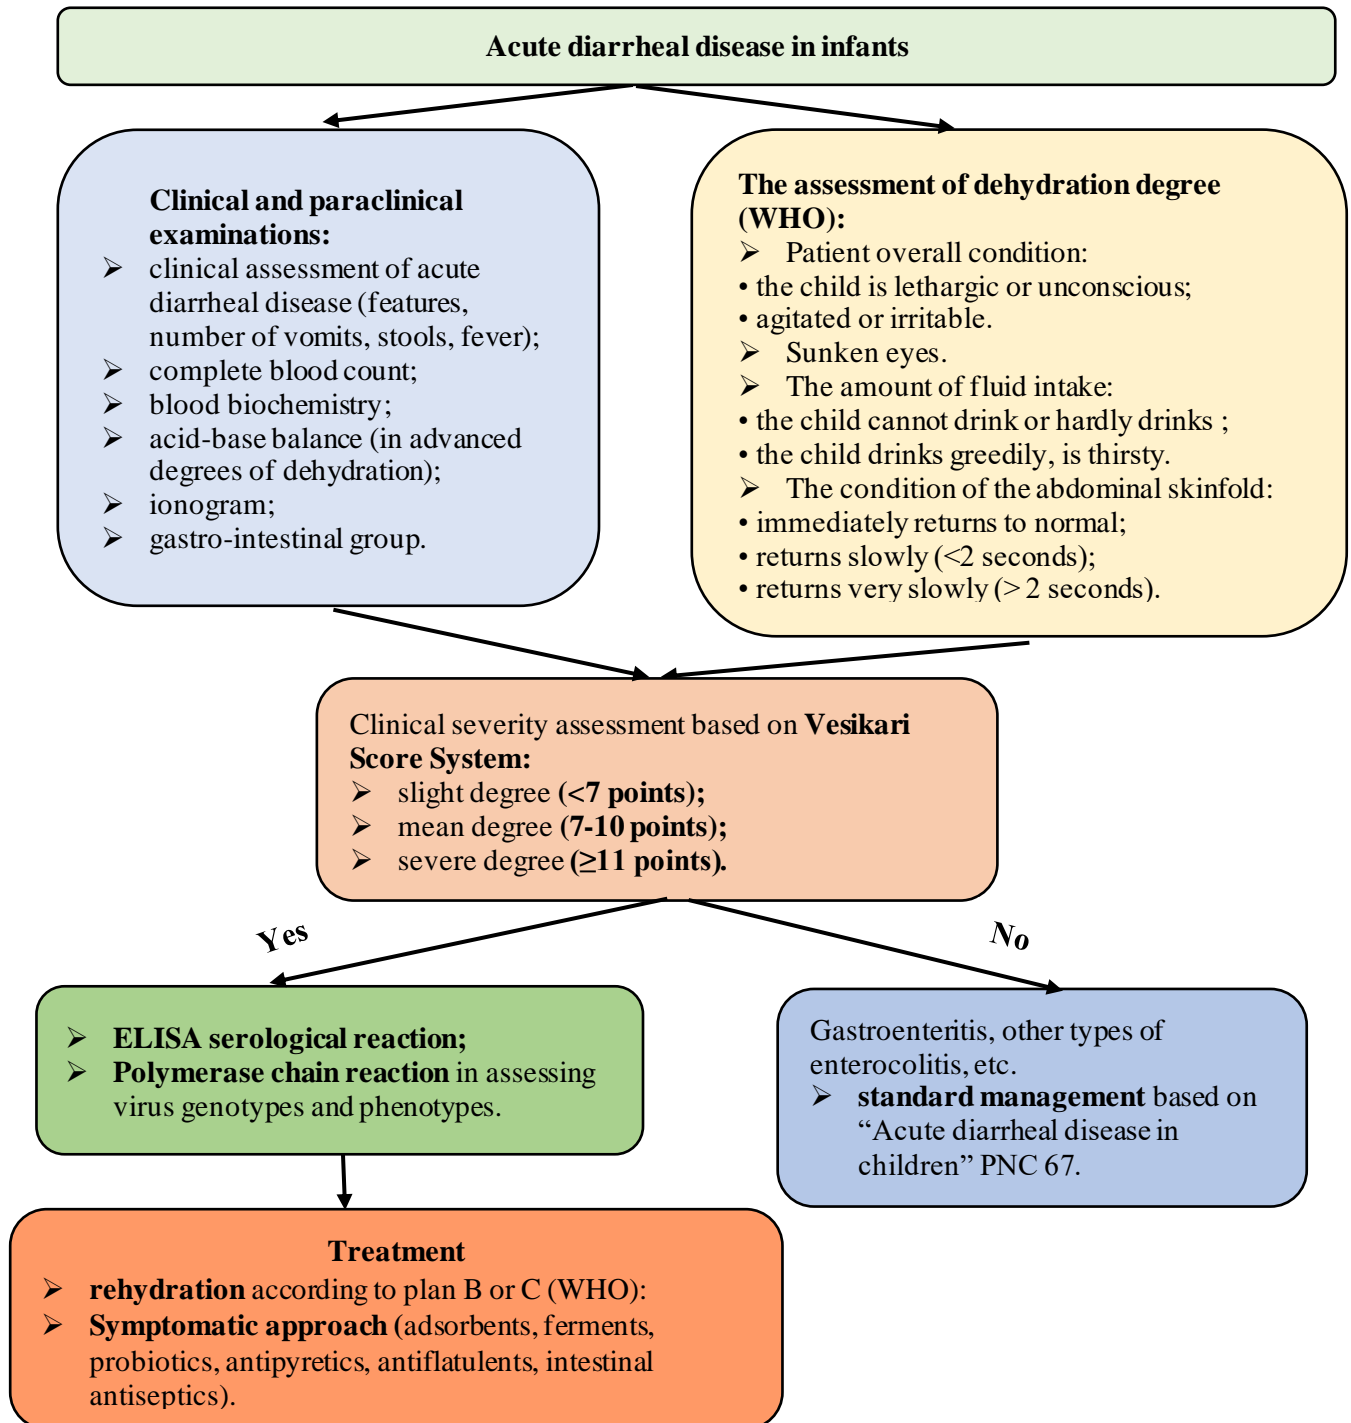 Acute diarrheal disease in infants
Clinical and paraclinical
examinations:
➢ clinical assessment of acute
diarrheal disease (features,
number of vomits, stools, fever);
➢ complete blood count;
➢ blood biochemistry;
➢ acid-base balance (in advanced
degrees of dehydration);
➢ ionogram;
➢ gastro-intestinal group.
The assessment of dehydration degree
(WHO):
➢ Patient overall condition:
• the child is lethargic or unconscious;
• agitated or irritable.
➢ Sunken eyes.
➢ The amount of fluid intake:
• the child cannot drink or hardly drinks ;
• the child drinks greedily, is thirsty.
➢ The condition of the abdominal skinfold:
• immediately returns to normal;
• returns slowly (<2 seconds);
• returns very slowly (> 2 seconds).
Clinical severity assessment based on Vesikari
Score System:
➢ slight degree (<7 points);
➢ mean degree (7-10 points);
➢ severe degree (≥11 points).
Yes
No
➢ ELISA serological reaction;
➢ Polymerase chain reaction in assessing
virus genotypes and phenotypes.
Gastroenteritis, other types of
enterocolitis, etc.
➢ standard management based on
“Acute diarrheal disease in
children” PNC 67.
Treatment
➢ rehydration according to plan B or C (WHO):
➢ Symptomatic approach (adsorbents, ferments,
probiotics, antipyretics, antiflatulents, intestinal
antiseptics).